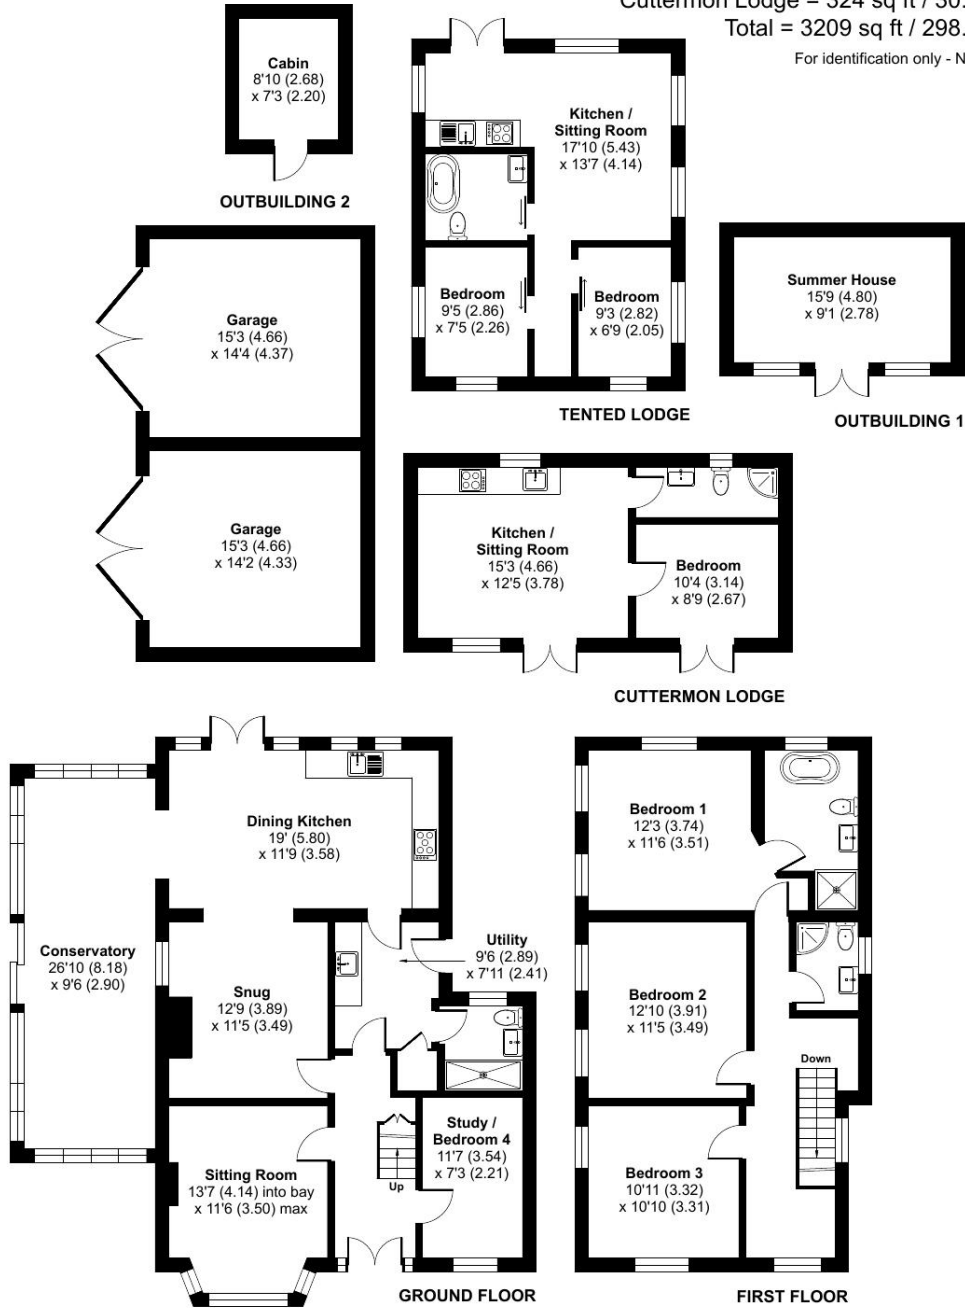 Cuttermon Lodge = 324 sq ft / 30.
Total = 3209 sq ft / 298.
For identification only - N
Cabin
8'10 (2.68)
x 7'3 (2.20)
OUTBUILDING 2
Kitchen /
Sitting Room
17'10 (5.43)
x 13'7 (4.14)
Bedroom
9'5 (2.86)
x 7'5 (2.26)
Bedroom
9'3 (2.82)
x 6'9 (2.05)
TENTED LODGE
Summer House
15'9 (4.80)
x 9'1 (2.78)
OUTBUILDING 1
Garage
15'3 (4.66)
x 14'4 (4.37)
Garage
15'3 (4.66)
x 14'2 (4.33)
Kitchen /
Sitting Room
15'3 (4.66)
x 12'5 (3.78)
Bedroom
10'4 (3.14)
x 8'9 (2.67)
CUTTERMON LODGE
Dining Kitchen
19' (5.80)
x 11'9 (3.58)
Conservatory
26'10 (8.18)
x 9'6 (2.90)
Utility
9'6 (2.89)
x 7'11 (2.41)
Snug
12'9 (3.89)
x 11'5 (3.49)
Study /
Bedroom 4
11'7 (3.54)
x 7'3 (2.21)
Sitting Room
13'7 (4.14) into bay
x 11'6 (3.50) max
Up
GROUND FLOOR
Bedroom 1
12'3 (3.74)
x 11'6 (3.51)
Bedroom 2
12'10 (3.91)
x 11'5 (3.49)
Down
Bedroom 3
10'11 (3.32)
x 10'10 (3.31)
FIRST FLOOR